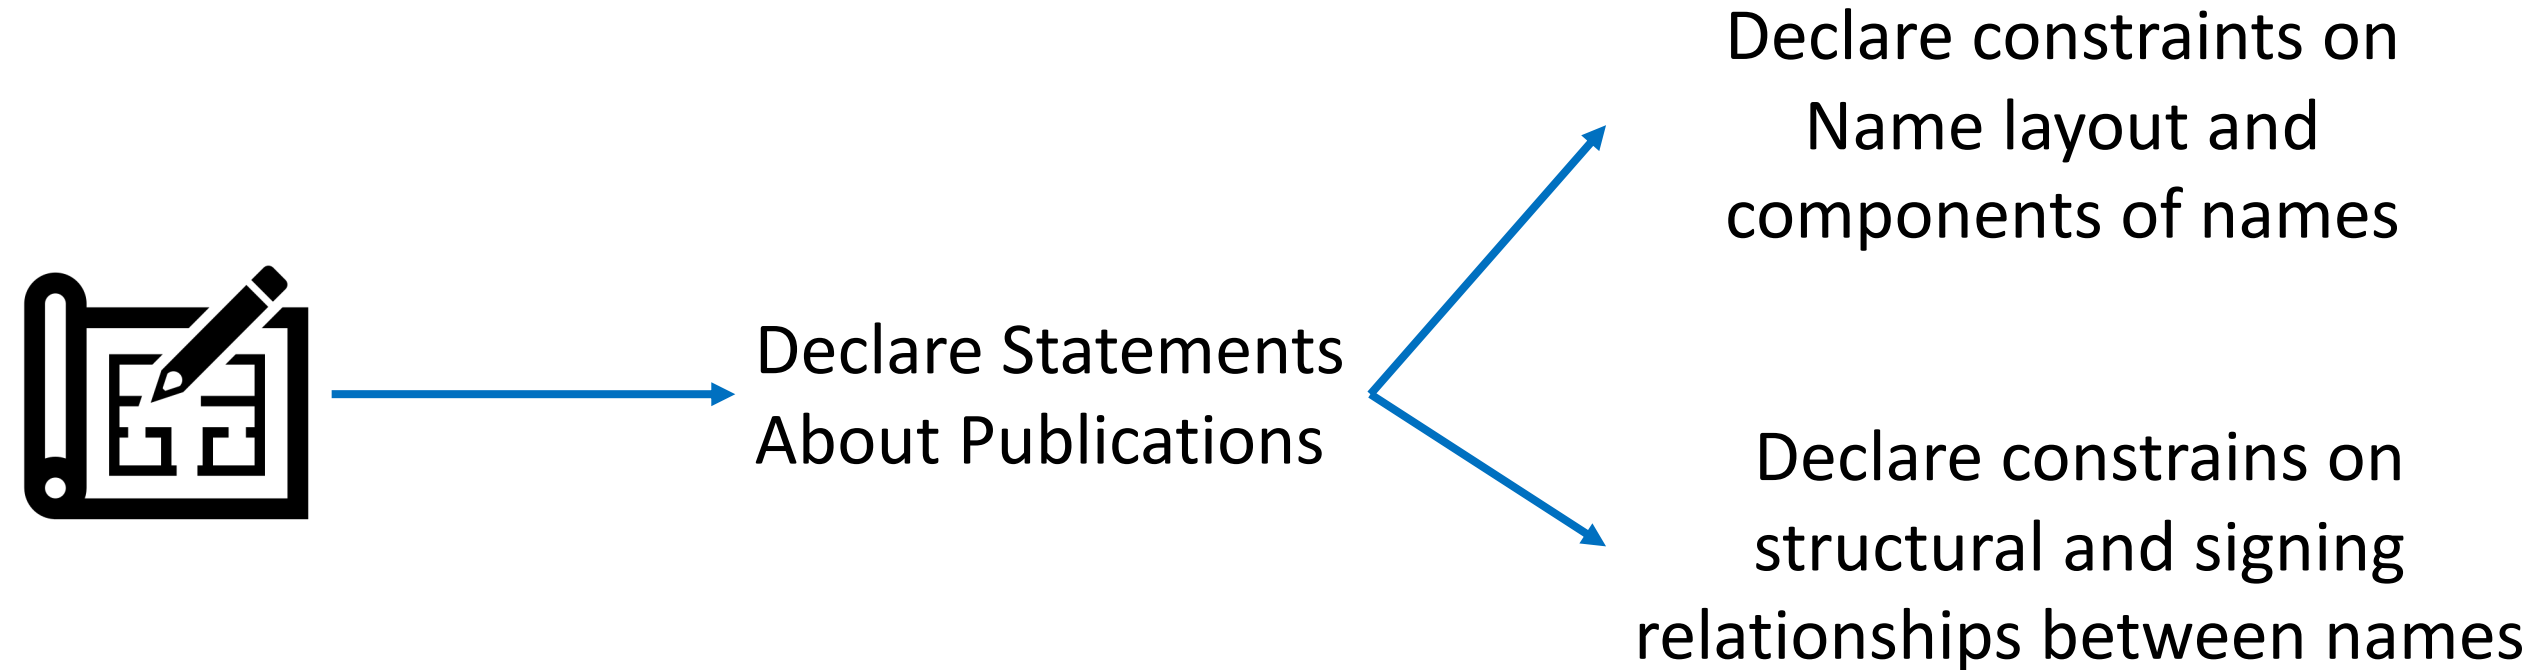 Declare constraints on
Name layout and
components of names
Declare Statements
About Publications
Declare constrains on
structural and signing
relationships between names